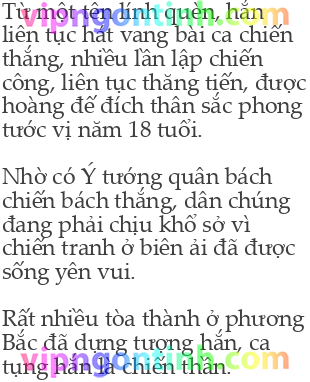 Từ một tên lính quèn, hắn
liên tục hát vang bài ca chiến
thắng, nhiều lần lập chiến
công, liên tục thăng tiến, được
hoàng đế đích thân sắc phong
tước vị năm 18 tuổi.
Nhờ có Ý tướng quân bách
chiến bách thắng, dân chúng
đang phải chịu khổ sở vì
chiến tranh ở biên ải đã được
sống yên vui.
Rất nhiều tòa thành ở phương
Bắc đã dựng tượng hắn, ca
tụng hắn là chiến thần.
vipngontinh.com
vipngontinh.com